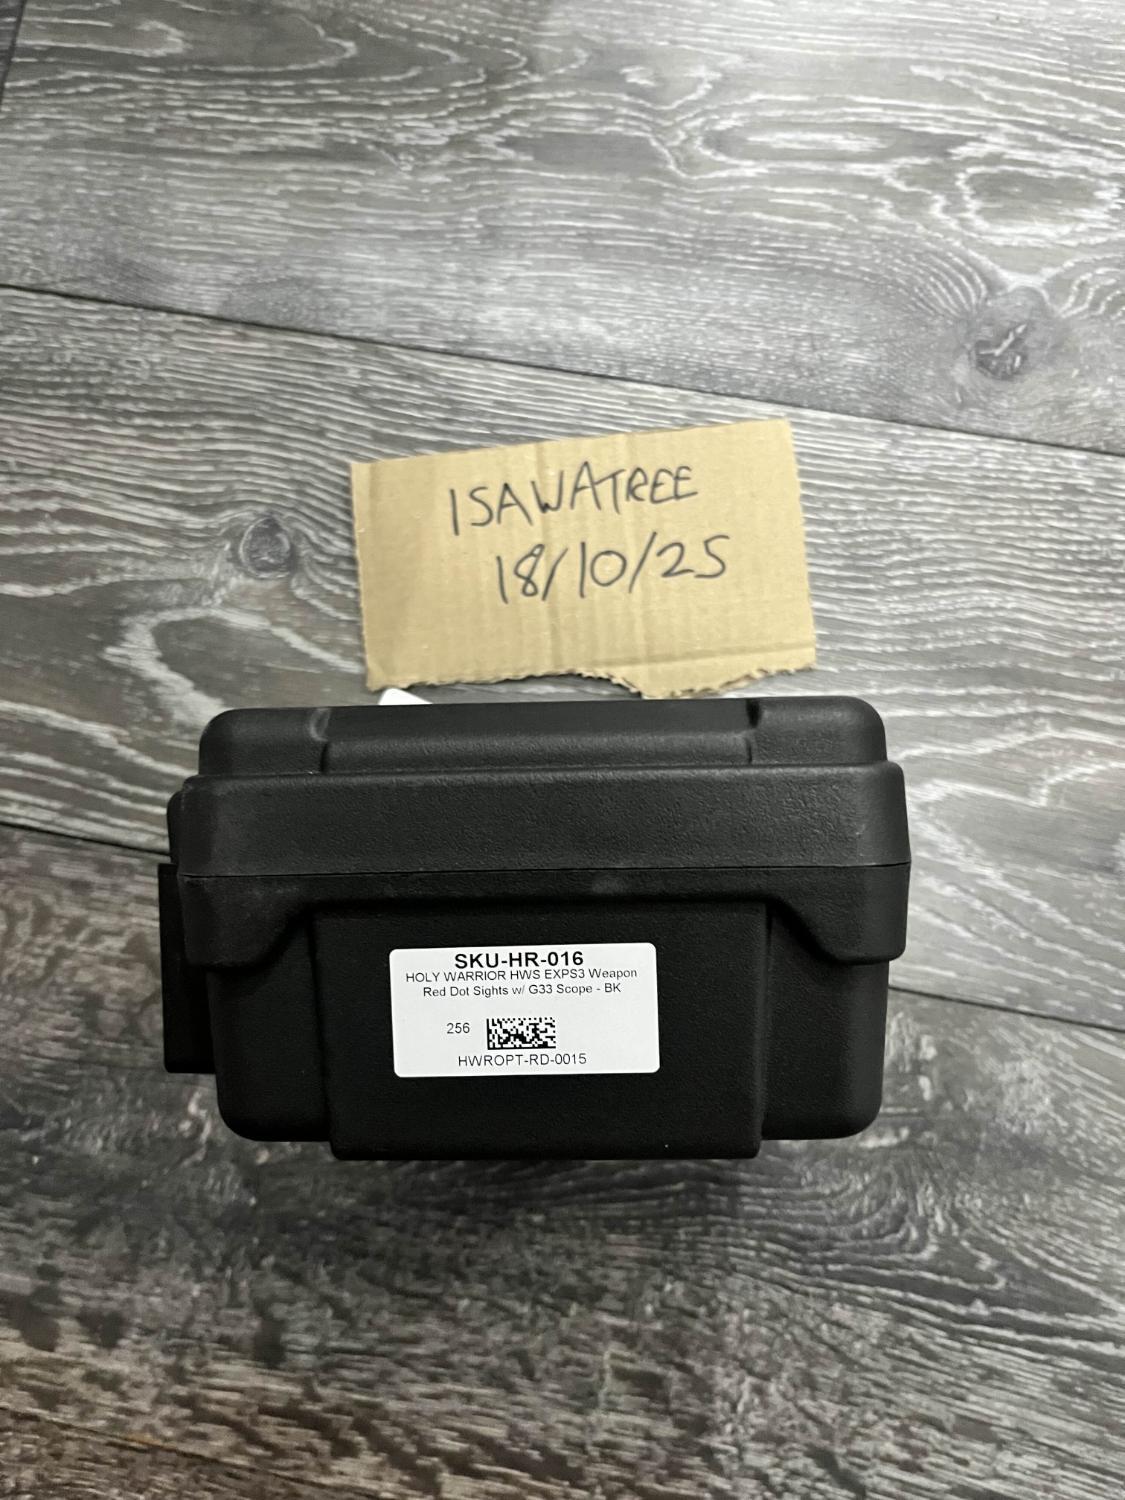 ISAWATREE
18/10/25
SKU-HR-016
HOLY WARRIOR HWS EXPS3 Weapon
Red Dot Sights w/ G33 Scope - BK
256
HWROPT-RD-0015